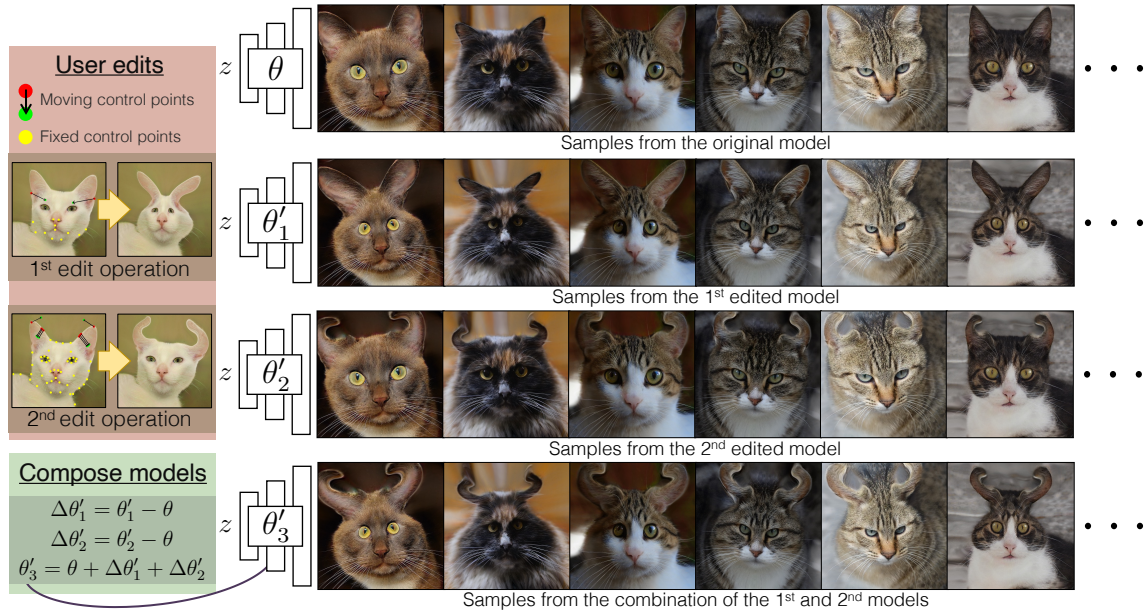 User edits
Moving control points
Fixed control points
1st edit operation
2nd edit operation
Compose models
Δθ′₁ = θ′₁ − θ
Δθ′₂ = θ′₂ − θ
θ′₃ = θ + Δθ′₁ + Δθ′₂
z θ
Samples from the original model
z θ′₁
Samples from the 1st edited model
z θ′₂
Samples from the 2nd edited model
z θ′₃
Samples from the combination of the 1st and 2nd models